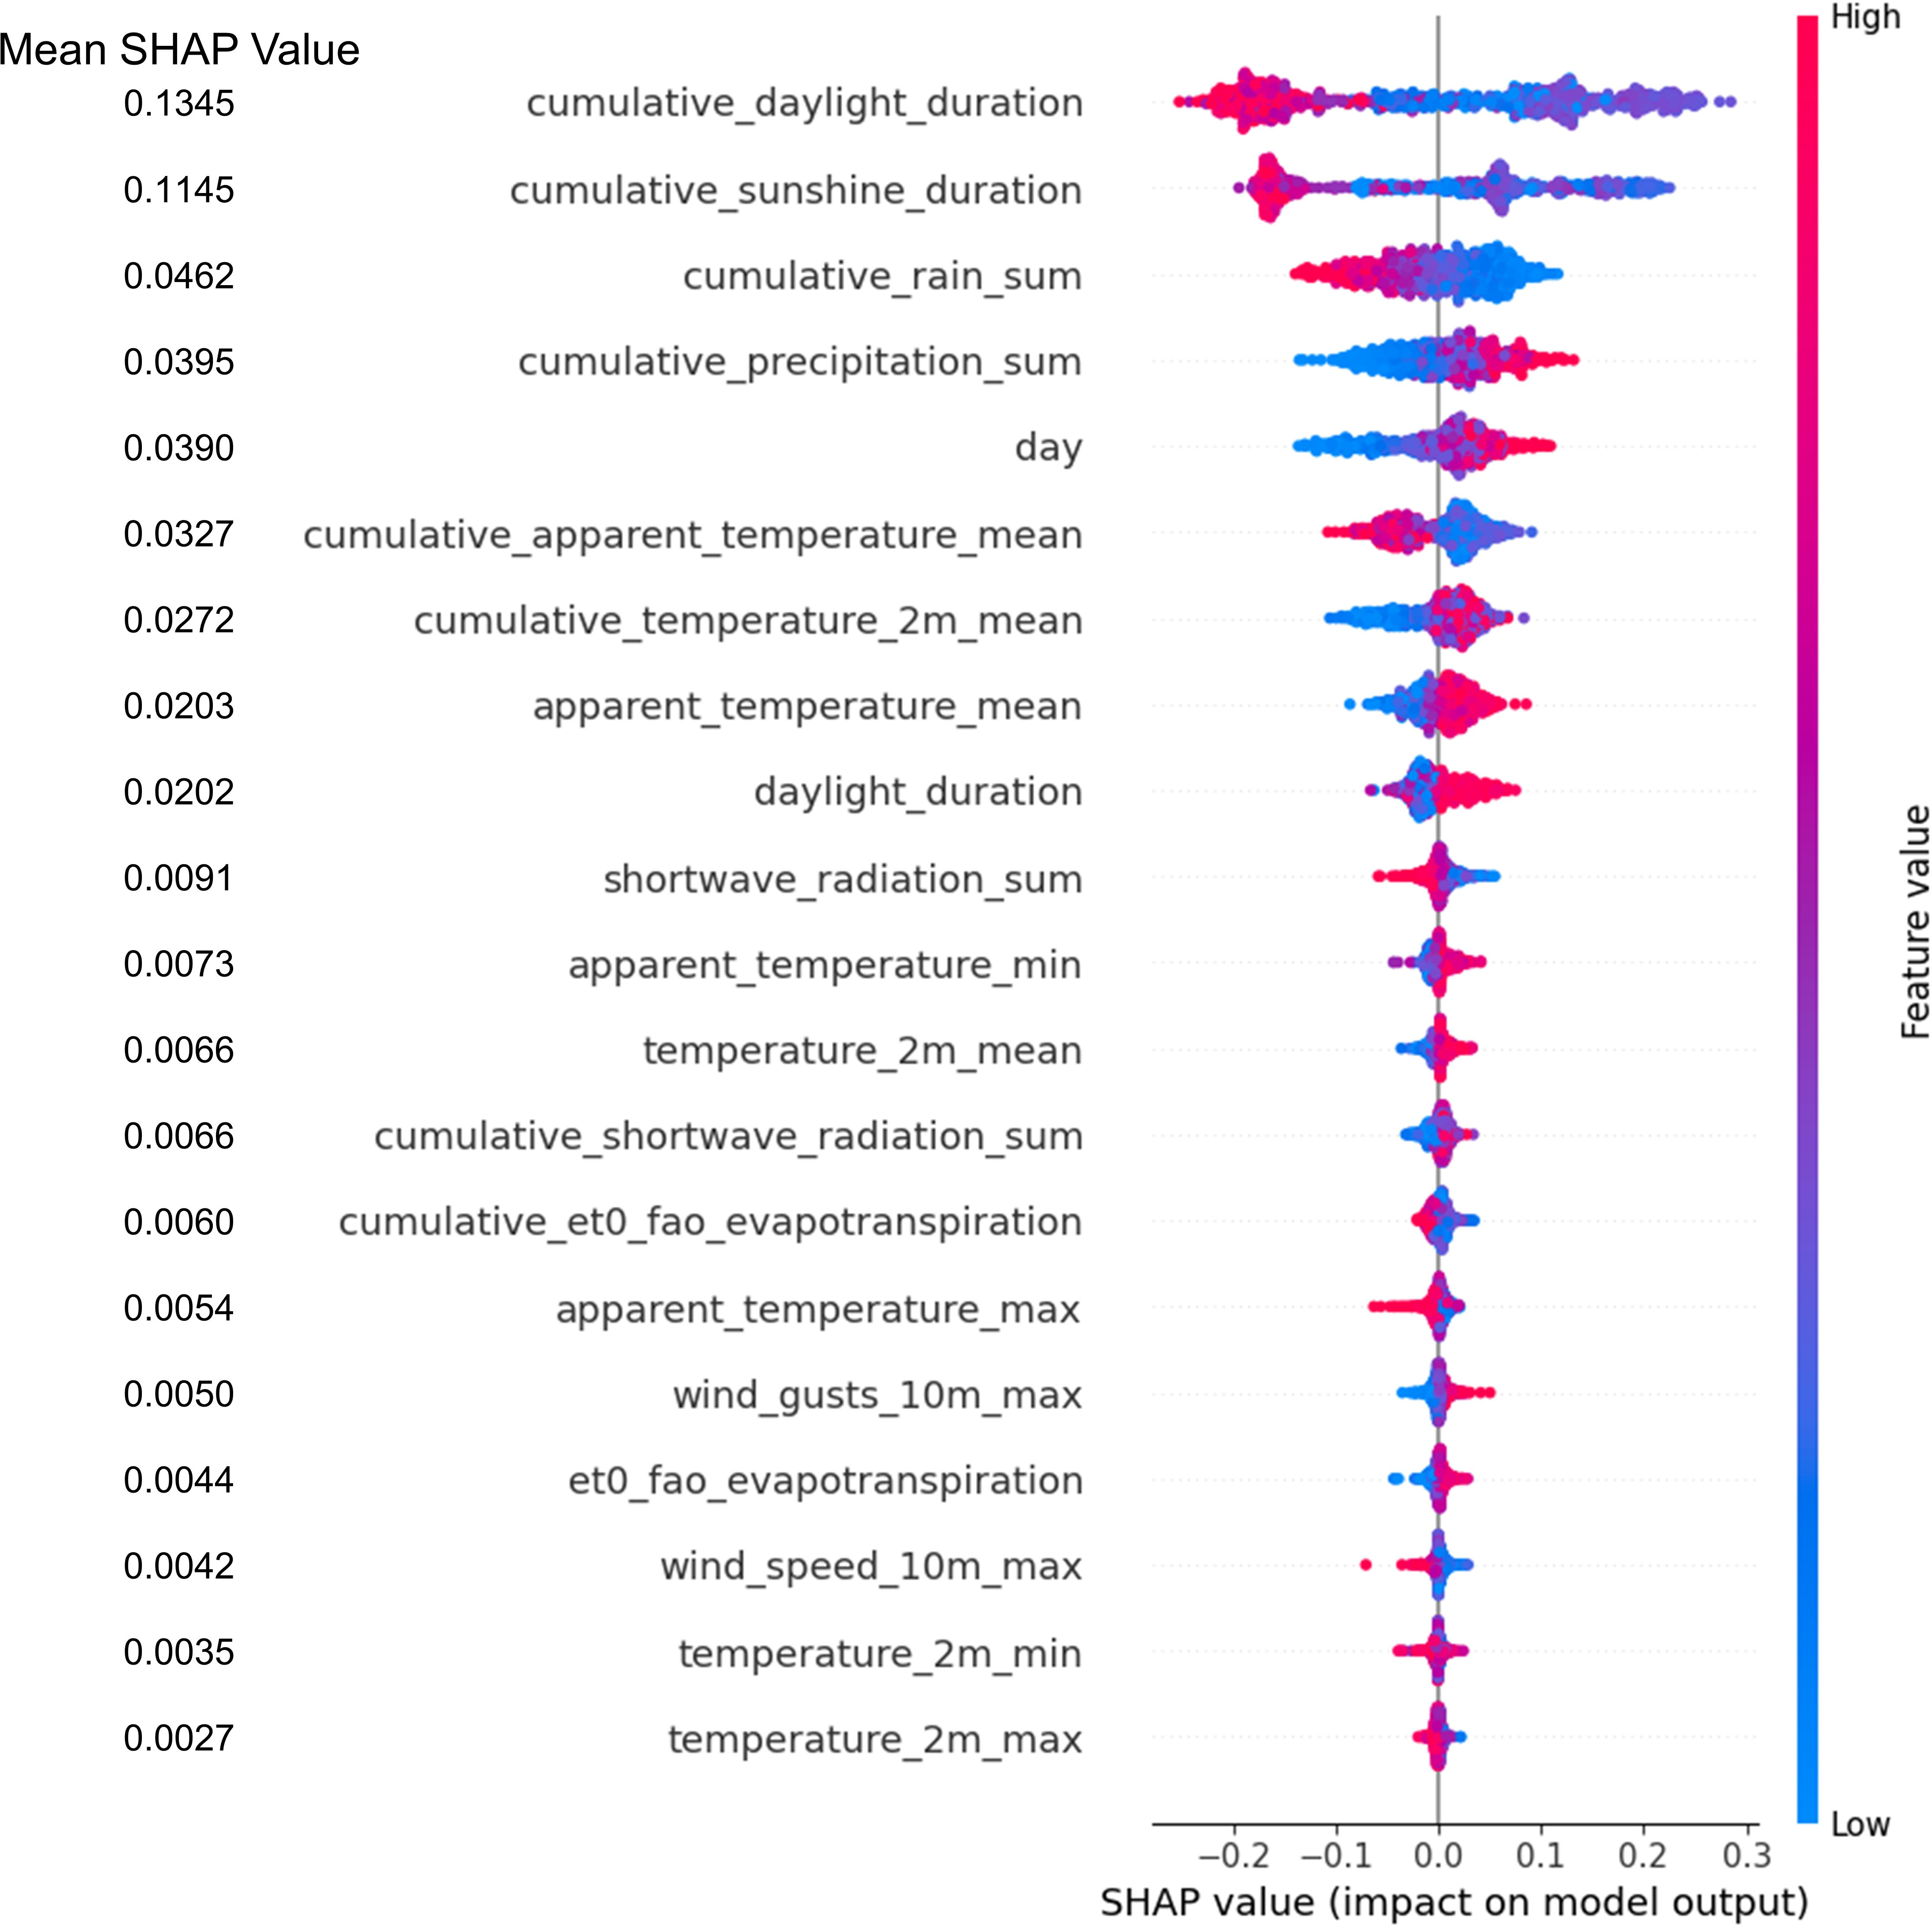 High
Mean SHAP Value
0.1345 cumulative_daylight_duration
0.1145 cumulative_sunshine_duration
0.0462 cumulative_rain_sum
0.0395 cumulative_precipitation_sum
0.0390 day
0.0327 cumulative_apparent_temperature_mean
0.0272 cumulative_temperature_2m_mean
0.0203 apparent_temperature_mean
0.0202 daylight_duration
0.0091 shortwave_radiation_sum
0.0073 apparent_temperature_min
0.0066 temperature_2m_mean
0.0066 cumulative_shortwave_radiation_sum
0.0060 cumulative_et0_fao_evapotranspiration
0.0054 apparent_temperature_max
0.0050 wind_gusts_10m_max
0.0044 et0_fao_evapotranspiration
0.0042 wind_speed_10m_max
0.0035 temperature_2m_min
0.0027 temperature_2m_max
Feature value
Low
−0.2 −0.1 0.0 0.1 0.2 0.3
SHAP value (impact on model output)